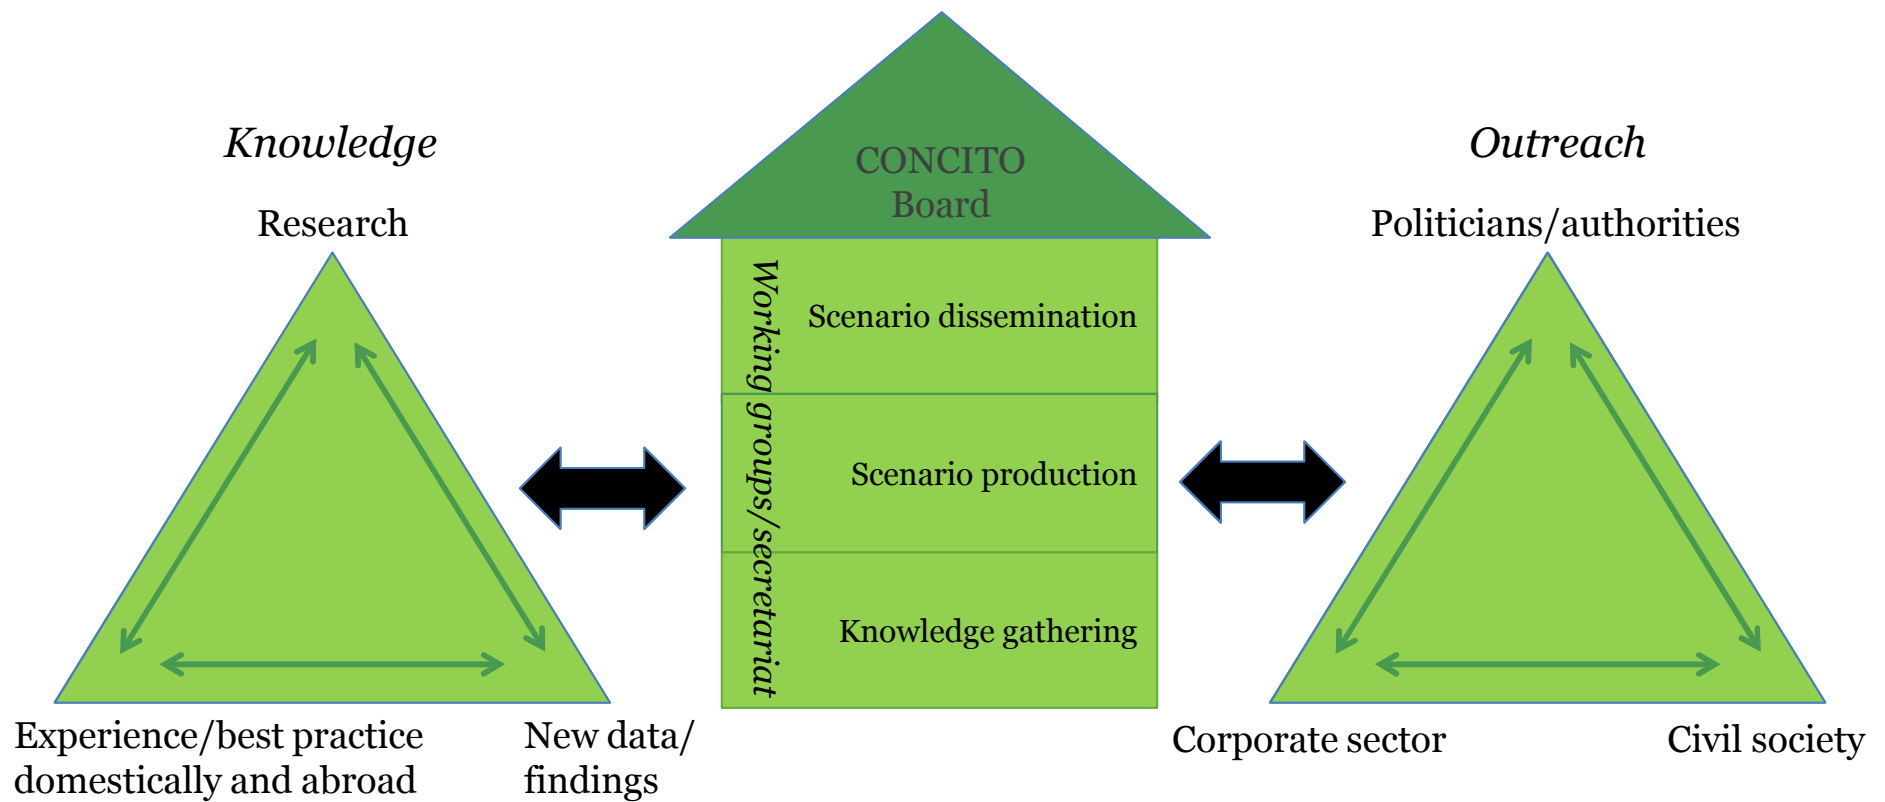 Knowledge
Research
Experience/best practice
domestically and abroad
New data/
findings
CONCITO
Board
Working groups/secretariat
Scenario dissemination
Scenario production
Knowledge gathering
Outreach
Politicians/authorities
Corporate sector
Civil society